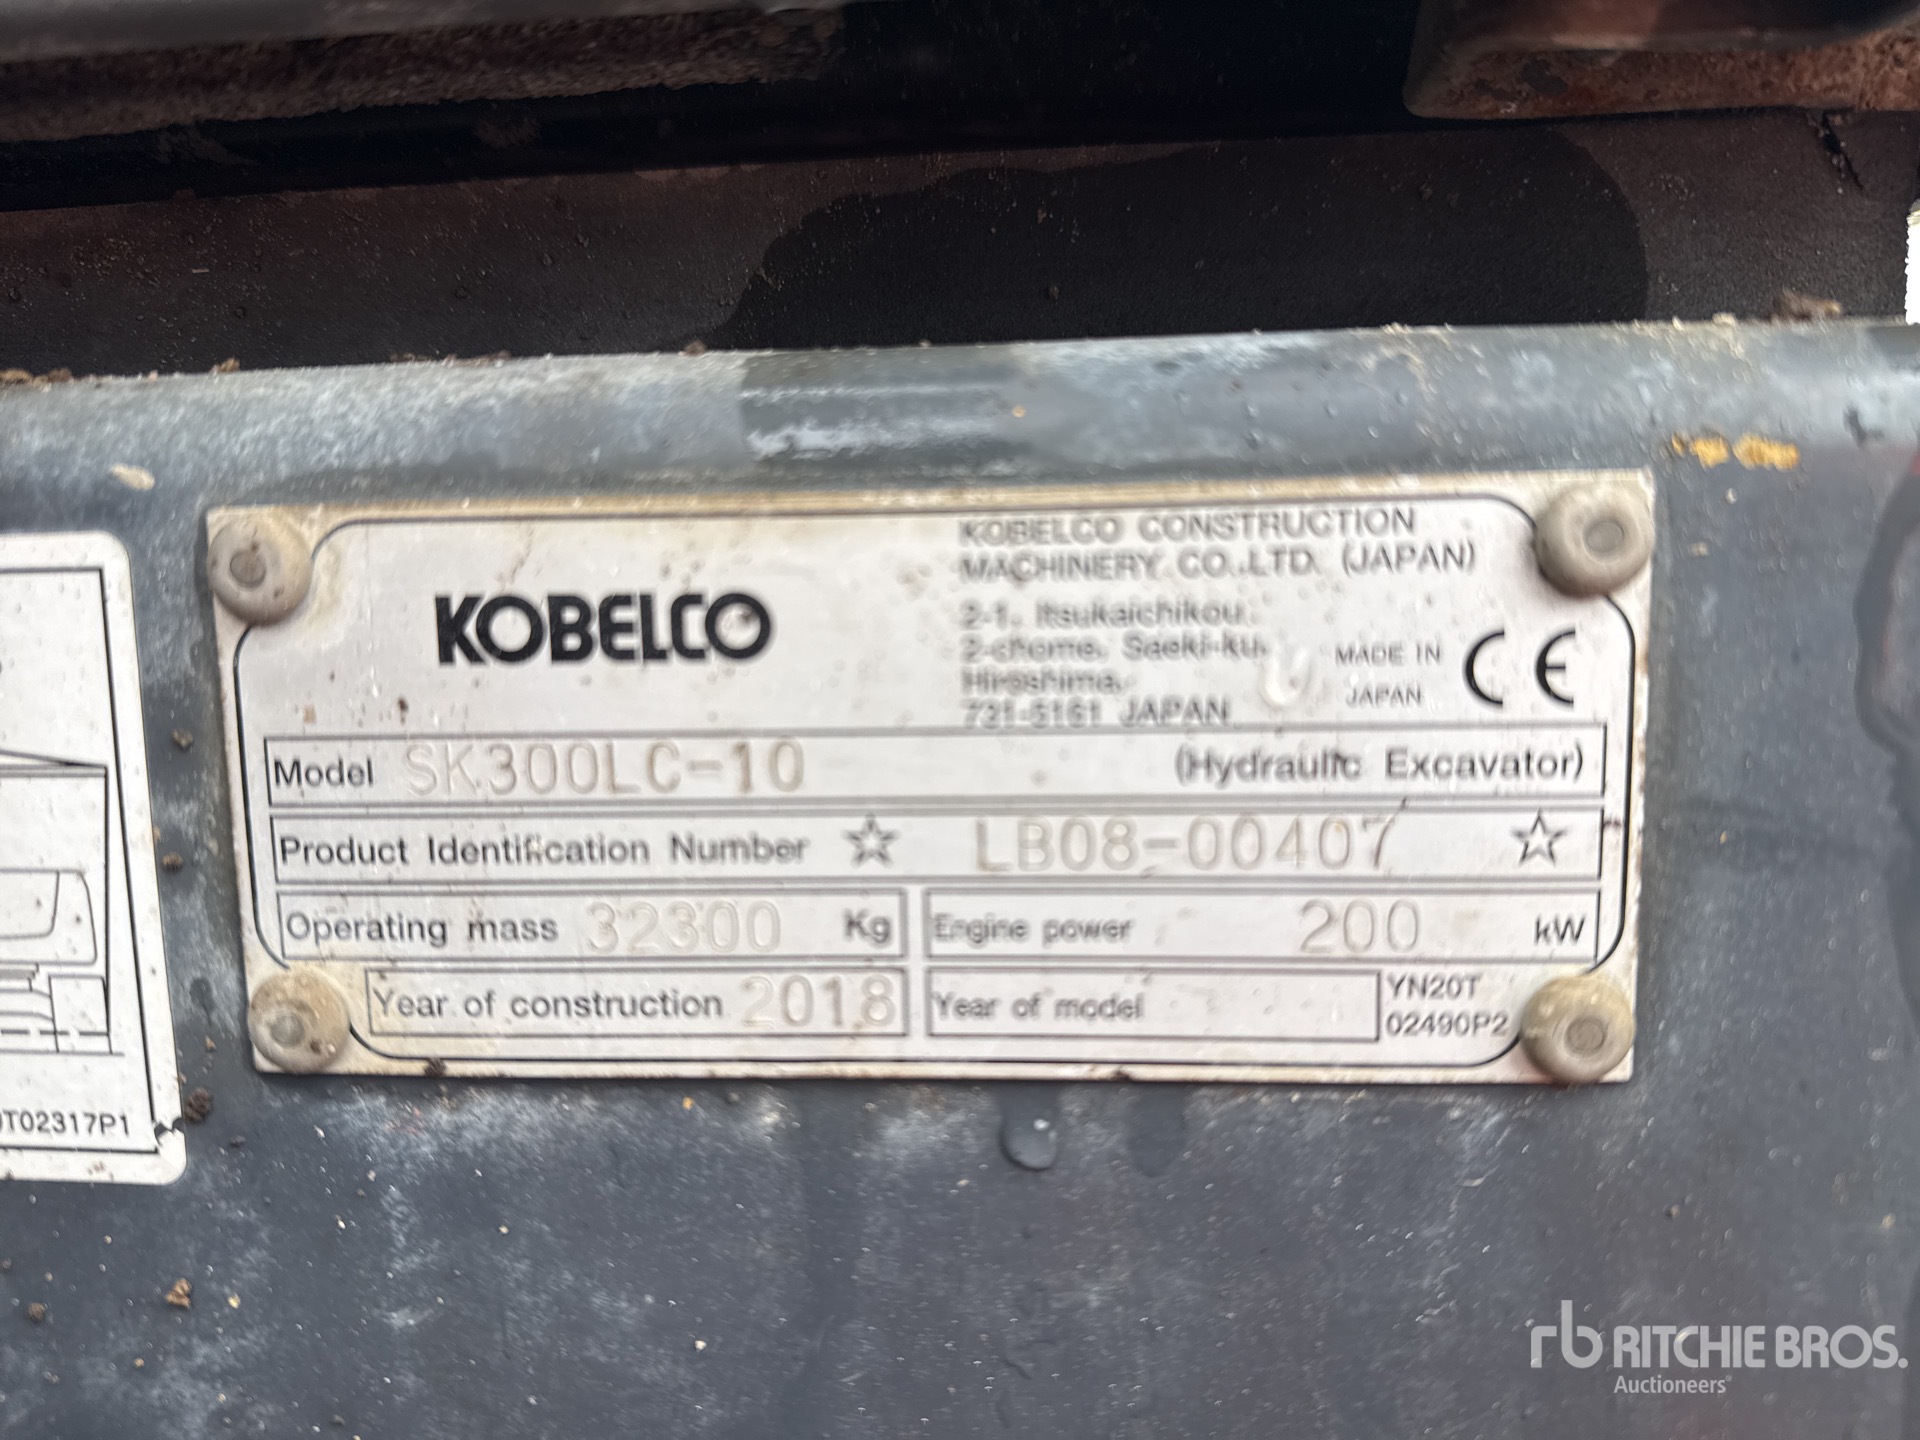 KOBELCO
KOBELCO CONSTRUCTION
MACHINERY CO.,LTD. (JAPAN)
2-1, Itsukaichikou,
2-chome, Saeki-ku,
Hiroshima,
731-5161 JAPAN
MADE IN
JAPAN
CE
Model SK300LC-10 (Hydraulic Excavator)
Product Identification Number ☆ LB08-00407 ☆
Operating mass 32300 Kg
Engine power 200 kW
Year of construction 2018
Year of model
YN20T
02490P2
T02317P1
rb RITCHIE BROS.
Auctioneers